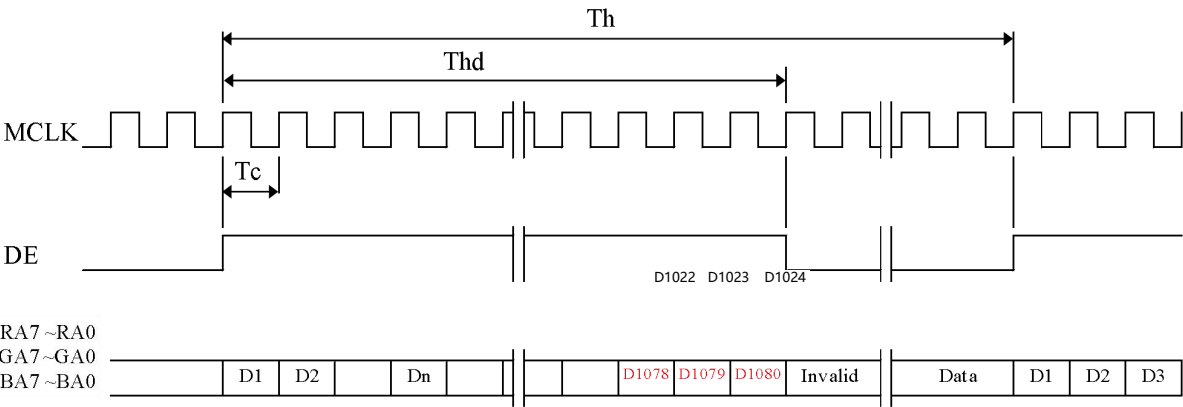 Th
Thd
MCLK
Tc
DE
D1022 D1023 D1024
RA7 ~RA0
GA7~GA0
BA7 ~BA0 D1 D2 Dn D1078 D1079 D1080 Invalid Data D1 D2 D3